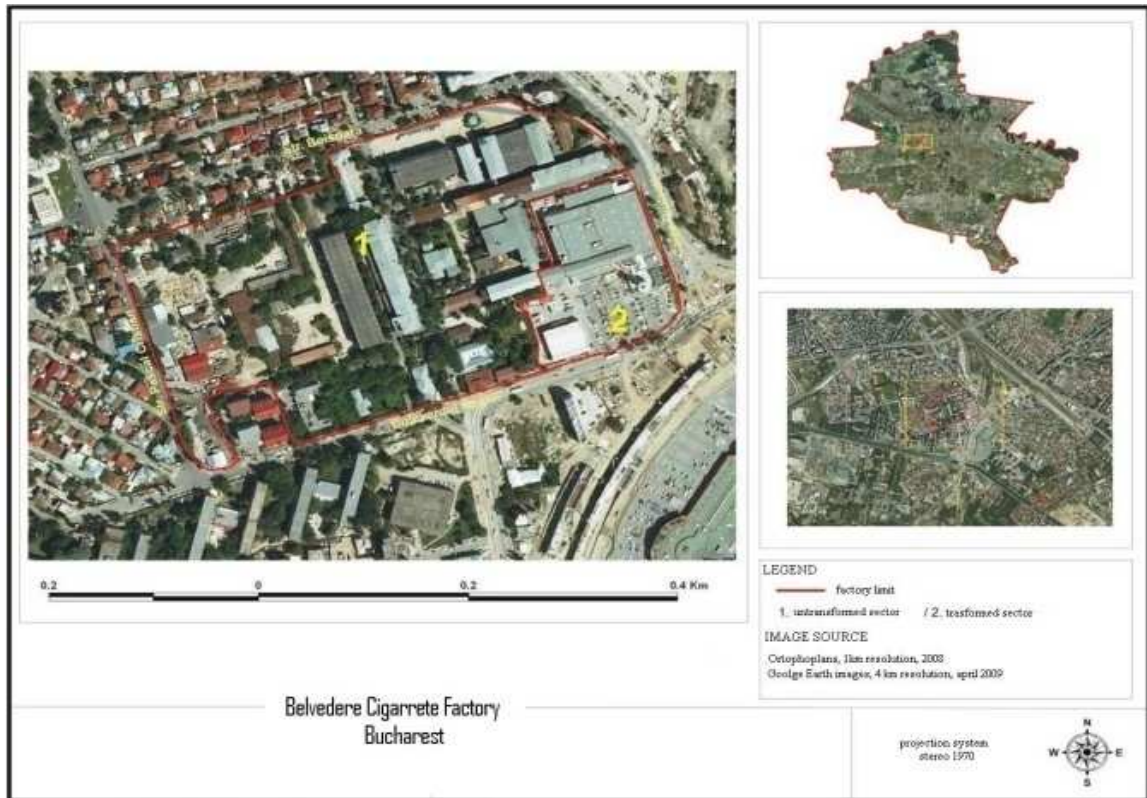 Str. Borsoar
1
2
0.2 0 0.2 0.4 Km
LEGEND
factory limit
1. untransformed sector / 2. trasformed sector
IMAGE SOURCE
Ortophoplans, 1km resolution, 2008
Goolge Earth images, 4 km resolution, april 2009
Belvedere Cigarrete Factory
Bucharest
projection system
stereo 1970
N
W E
S